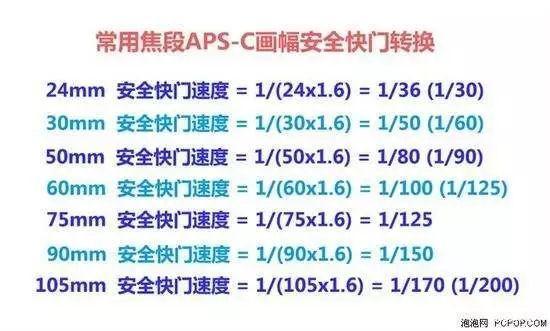 常用焦段APS-C画幅安全快门转换
24mm 安全快门速度 = 1/(24x1.6) = 1/36 (1/30)
30mm 安全快门速度 = 1/(30x1.6) = 1/50 (1/60)
50mm 安全快门速度 = 1/(50x1.6) = 1/80 (1/90)
60mm 安全快门速度 = 1/(60x1.6) = 1/100 (1/125)
75mm 安全快门速度 = 1/(75x1.6) = 1/125
90mm 安全快门速度 = 1/(90x1.6) = 1/150
105mm 安全快门速度 = 1/(105x1.6) = 1/170 (1/200)
泡泡网 PCPOP.COM